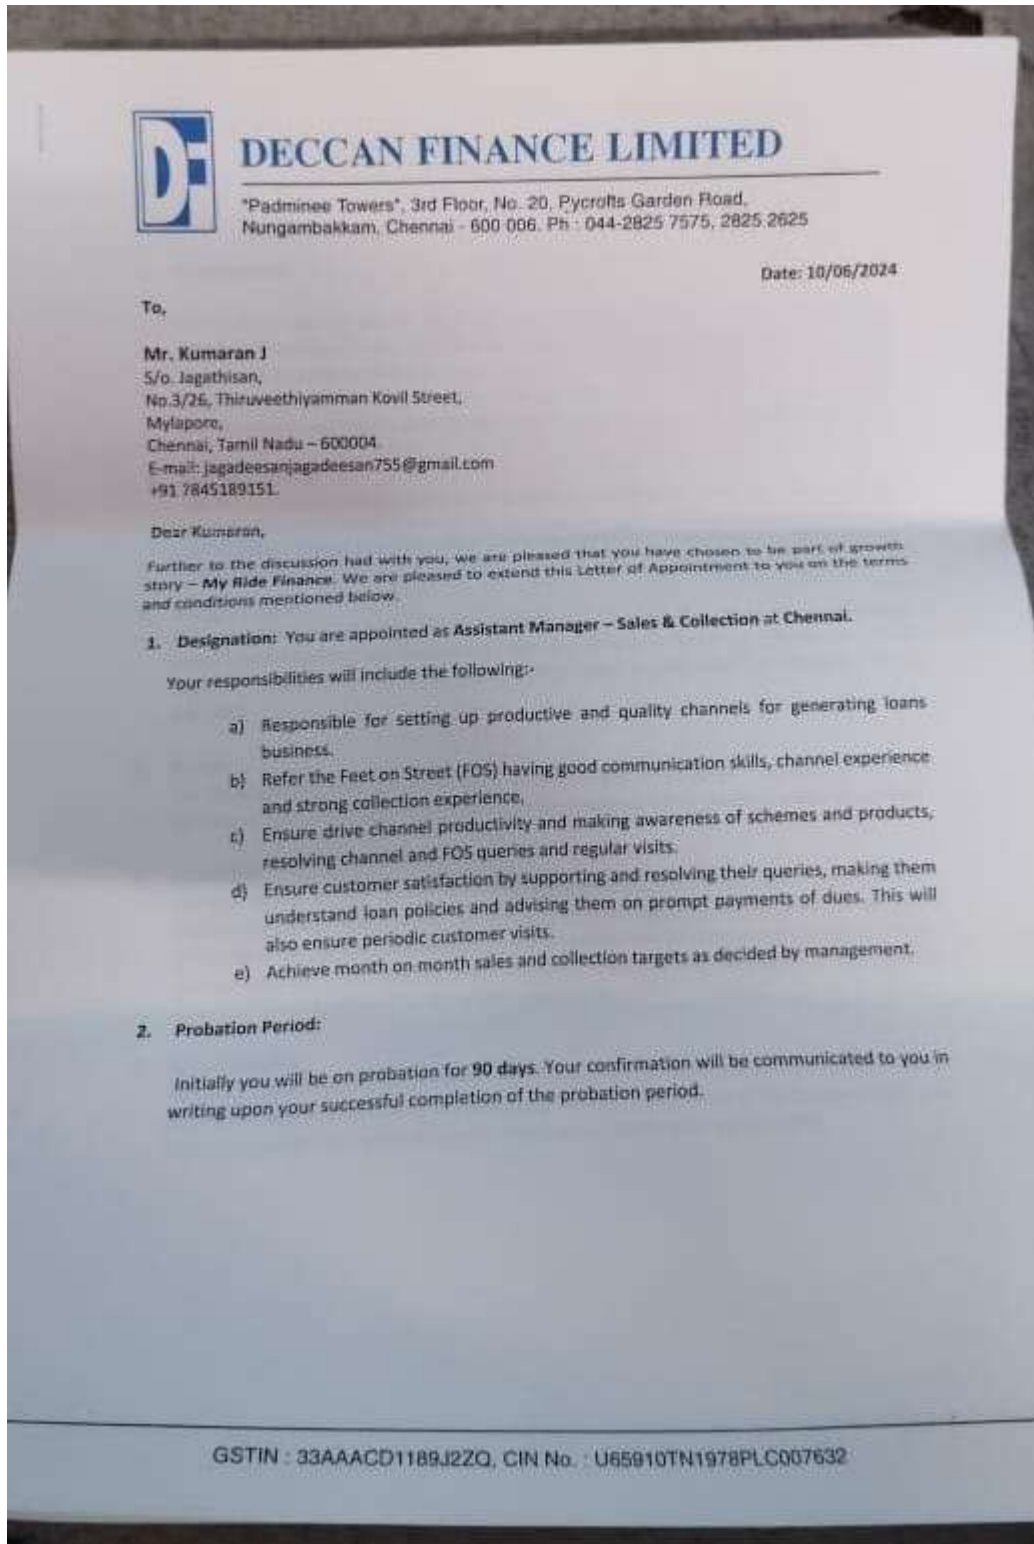 DF
DECCAN FINANCE LIMITED
"Padminee Towers", 3rd Floor, No. 20, Pycrofts Garden Road,
Nungambakkam, Chennai - 600 006. Ph : 044-2825 7575, 2825 2625
Date: 10/06/2024
To,
Mr. Kumaran J
S/o. Jagathisan,
No.3/26, Thiruveethiyamman Kovil Street,
Mylapore,
Chennai, Tamil Nadu – 600004.
E-mail: jagadeesanjagadeesan755@gmail.com
+91 7845189151.
Dear Kumaran,
Further to the discussion had with you, we are pleased that you have chosen to be part of growth
story – My Ride Finance. We are pleased to extend this Letter of Appointment to you on the terms
and conditions mentioned below.
1. Designation: You are appointed as Assistant Manager – Sales & Collection at Chennai.
Your responsibilities will include the following:-
a) Responsible for setting up productive and quality channels for generating loans
business.
b) Refer the Feet on Street (FOS) having good communication skills, channel experience
and strong collection experience.
c) Ensure drive channel productivity and making awareness of schemes and products,
resolving channel and FOS queries and regular visits.
d) Ensure customer satisfaction by supporting and resolving their queries, making them
understand loan policies and advising them on prompt payments of dues. This will
also ensure periodic customer visits.
e) Achieve month on month sales and collection targets as decided by management.
2. Probation Period:
Initially you will be on probation for 90 days. Your confirmation will be communicated to you in
writing upon your successful completion of the probation period.
GSTIN : 33AAACD1189J2ZQ, CIN No. : U65910TN1978PLC007632